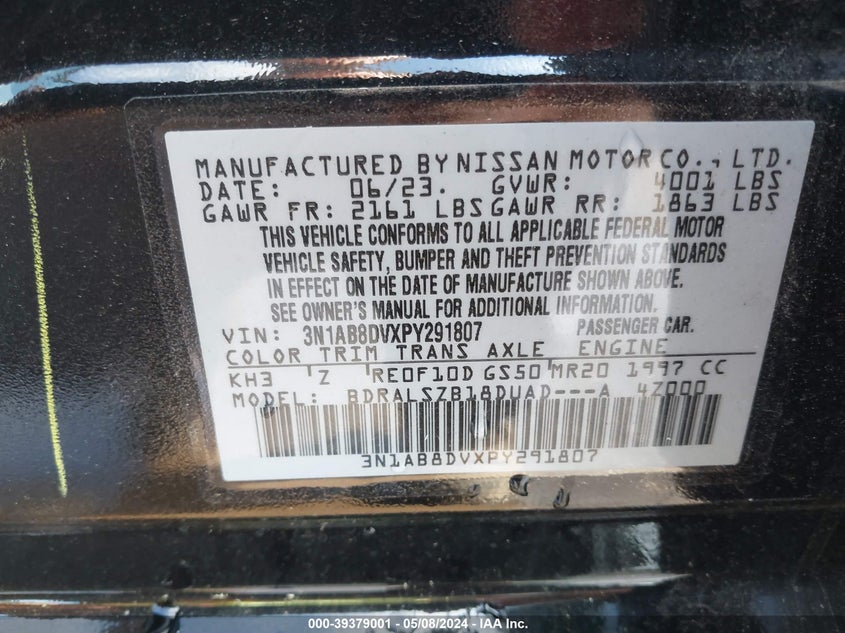 MANUFACTURED BY NISSAN MOTOR CO., LTD.
DATE: 06/23. GVWR: 4001 LBS
GAWR FR: 2161 LBS GAWR RR: 1863 LBS
THIS VEHICLE CONFORMS TO ALL APPLICABLE FEDERAL MOTOR
VEHICLE SAFETY, BUMPER AND THEFT PREVENTION STANDARDS
IN EFFECT ON THE DATE OF MANUFACTURE SHOWN ABOVE.
SEE OWNER'S MANUAL FOR ADDITIONAL INFORMATION.
VIN: 3N1AB8DVXPY291807 PASSENGER CAR.
COLOR TRIM TRANS AXLE ENGINE
KH3 Z RE0F10D GS50 MR20 1997 CC
MODEL: BDRALSZB18DUAD---A 4Z000
3N1AB8DVXPY291807
000-39379001 / 05/08/2024 - IAA Inc.